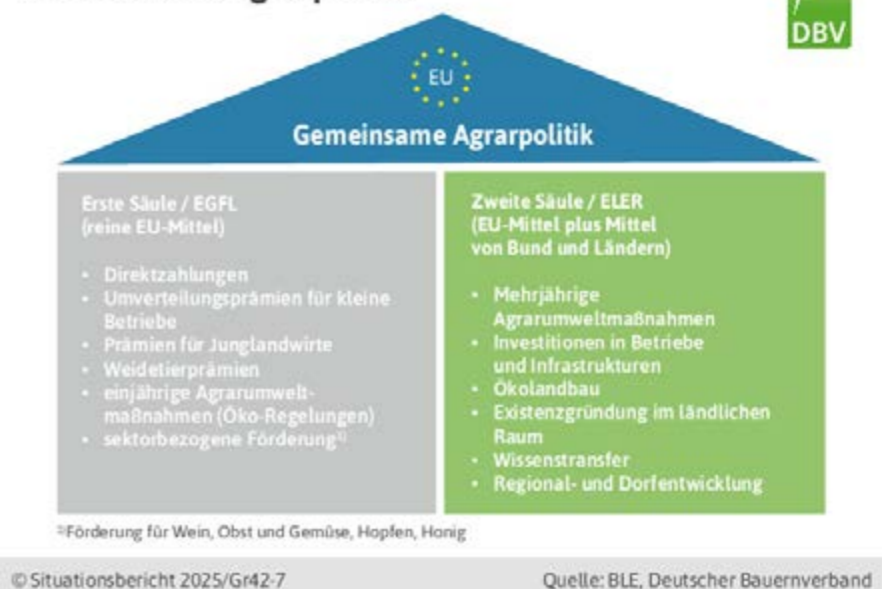 DBV
EU
Gemeinsame Agrarpolitik
Erste Säule / EGFL
(reine EU-Mittel)
• Direktzahlungen
• Umverteilungsprämien für kleine
Betriebe
• Prämien für Junglandwirte
• Weidetierprämien
• einjährige Agrarumwelt-
maßnahmen (Öko-Regelungen)
• sektorbezogene Förderung¹⁾
Zweite Säule / ELER
(EU-Mittel plus Mittel
von Bund und Ländern)
• Mehrjährige
Agrarumweltmaßnahmen
• Investitionen in Betriebe
und Infrastrukturen
• Ökolandbau
• Existenzgründung im ländlichen
Raum
• Wissenstransfer
• Regional- und Dorfentwicklung
¹⁾Förderung für Wein, Obst und Gemüse, Hopfen, Honig
© Situationsbericht 2025/Gr42-7
Quelle: BLE, Deutscher Bauernverband